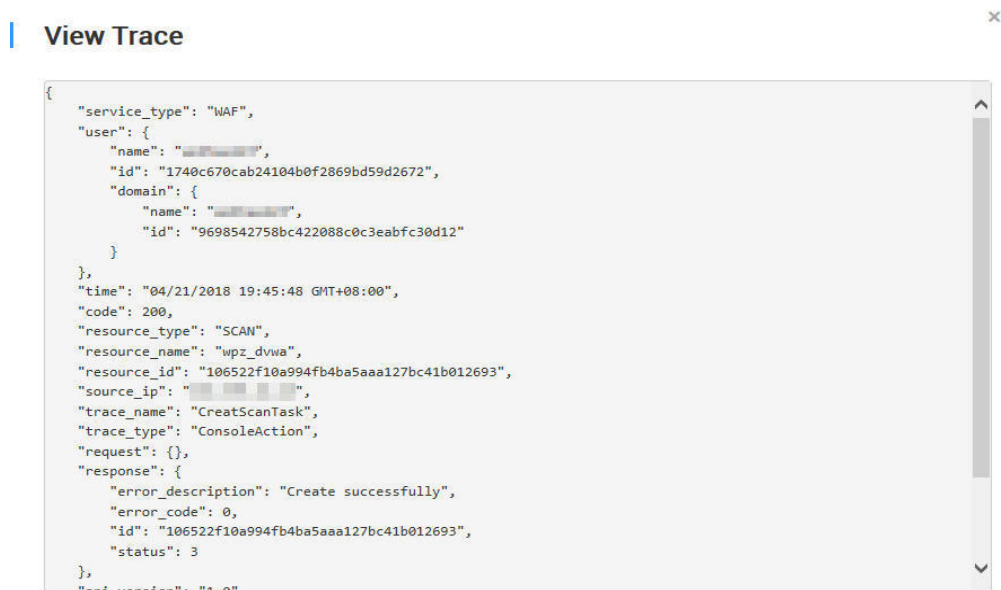 View Trace
{
"service_type": "WAF",
"user": {
"name": "",
"id": "1740c670cab24104b0f2869bd59d2672",
"domain": {
"name": "",
"id": "9698542758bc422088c0c3eabfc30d12"
}
},
"time": "04/21/2018 19:45:48 GMT+08:00",
"code": 200,
"resource_type": "SCAN",
"resource_name": "wpz_dvwa",
"resource_id": "106522f10a994fb4ba5aaa127bc41b012693",
"source_ip": "",
"trace_name": "CreatScanTask",
"trace_type": "ConsoleAction",
"request": {},
"response": {
"error_description": "Create successfully",
"error_code": 0,
"id": "106522f10a994fb4ba5aaa127bc41b012693",
"status": 3
},